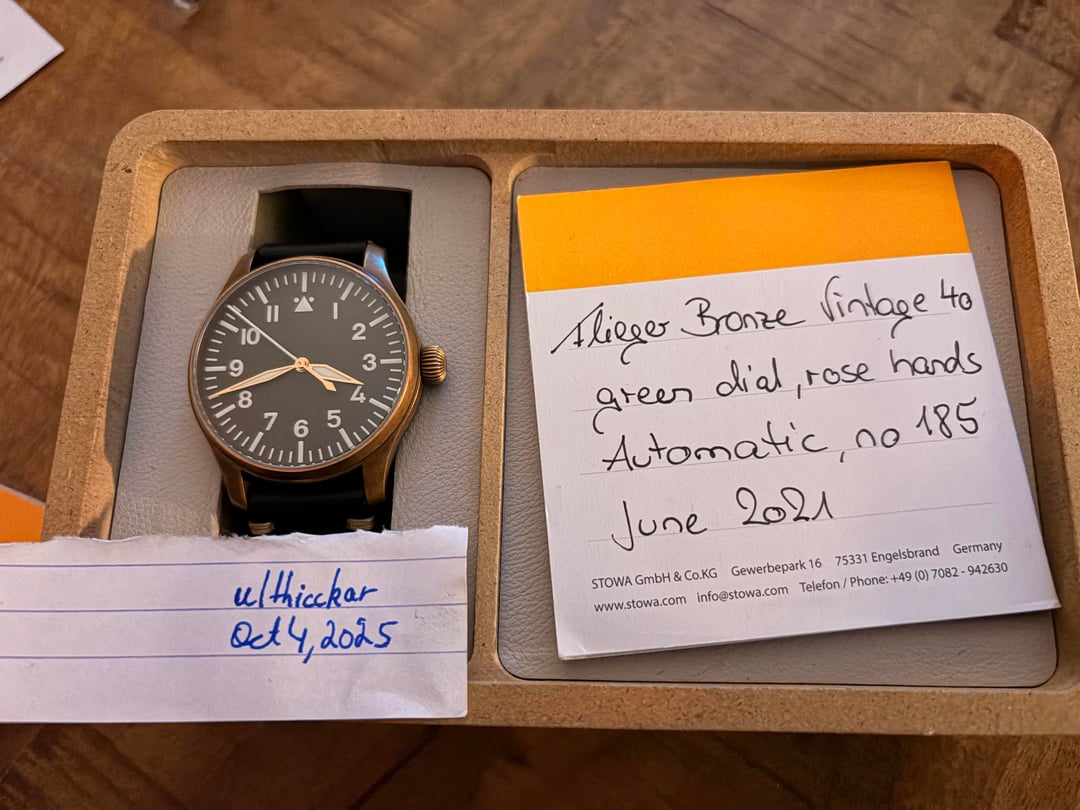 11
1
10
2
9
3
8
4
7
5
6
Flieger Bronze Vintage 40
green dial, rose hands
Automatic, no 185
June 2021
STOWA GmbH & Co.KG Gewerbepark 16 75331 Engelsbrand Germany
www.stowa.com info@stowa.com Telefon / Phone: +49 (0) 7082 - 942630
u/thicckar
Oct 4, 2025